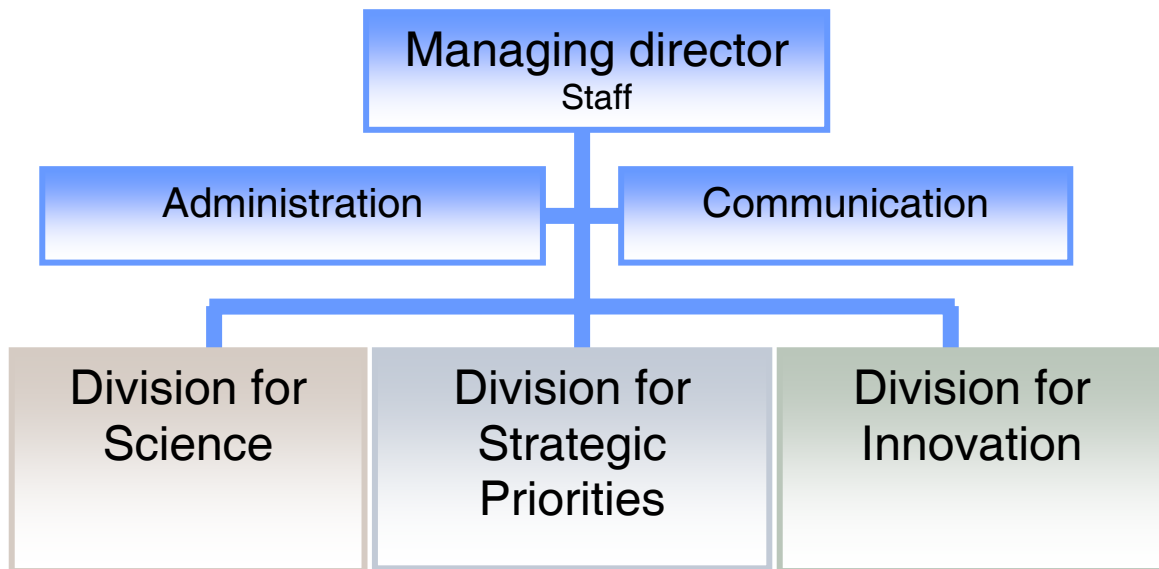 Managing director
Staff
Administration
Communication
Division for
Science
Division for
Strategic
Priorities
Division for
Innovation